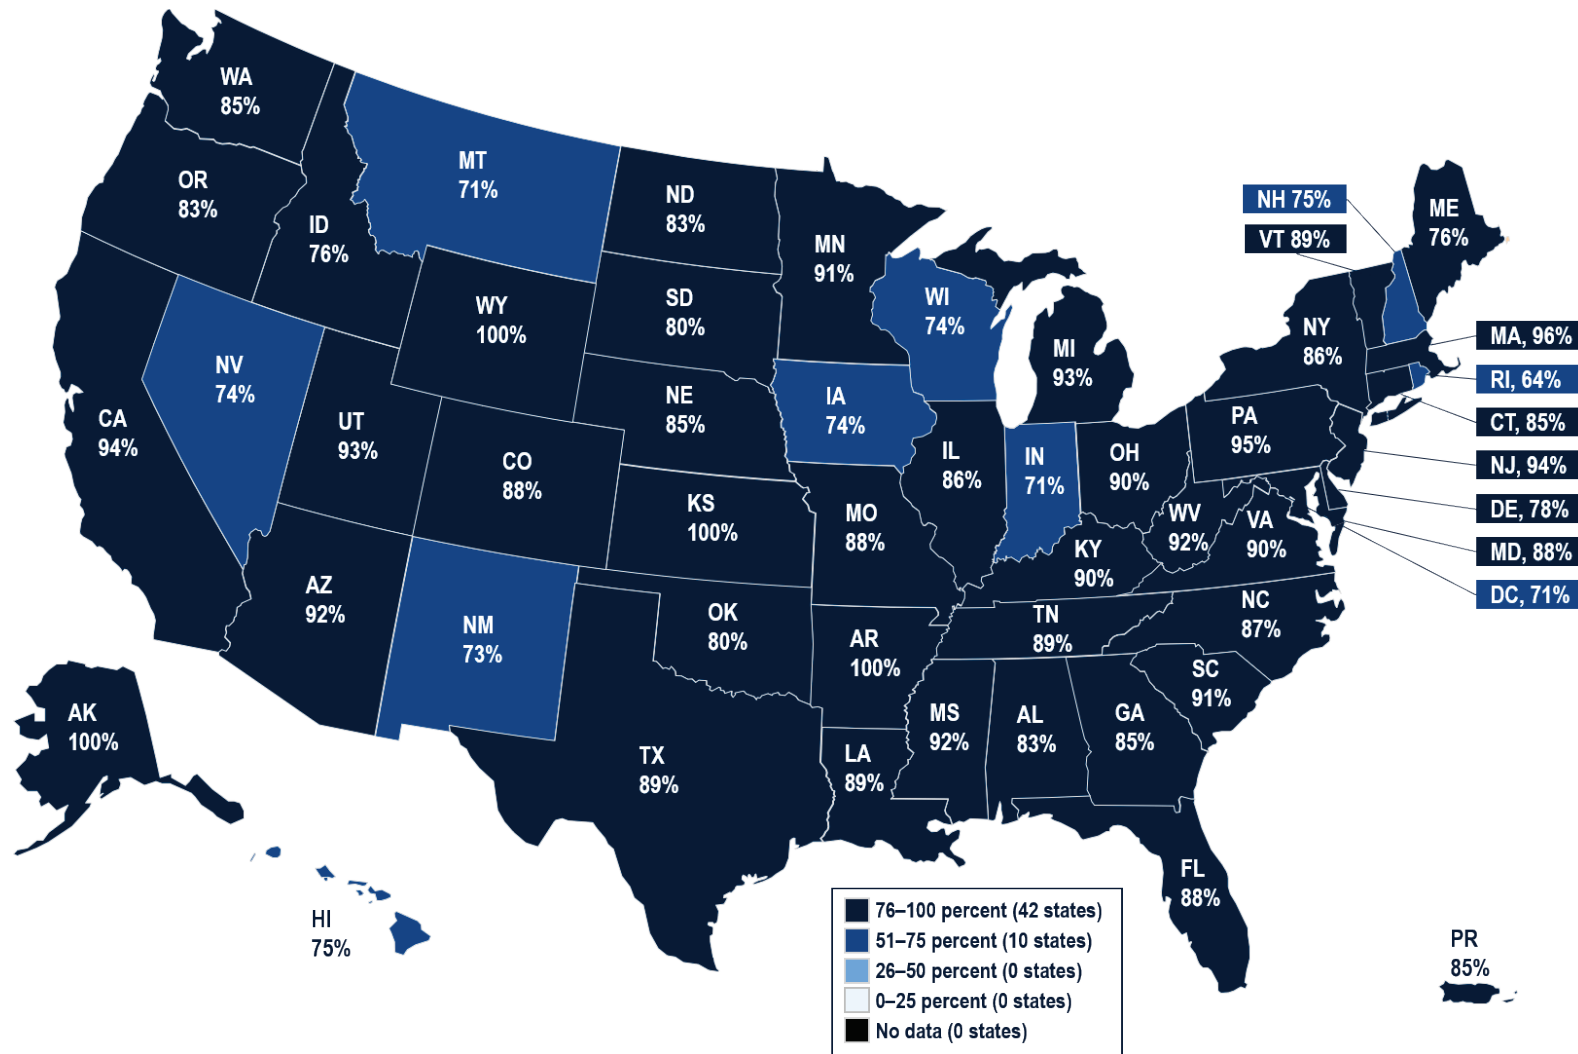 WA
85%
OR
83%
ID
76%
MT
71%
ND
83%
MN
91%
WY
100%
SD
80%
WI
74%
MI
93%
NV
74%
CA
94%
UT
93%
CO
88%
NE
85%
IA
74%
KS
100%
MO
88%
IL
86%
IN
71%
OH
90%
KY
90%
WV
92%
VA
90%
PA
95%
NY
86%
NH 75%
VT 89%
ME
76%
MA, 96%
RI, 64%
CT, 85%
NJ, 94%
DE, 78%
MD, 88%
DC, 71%
AZ
92%
NM
73%
OK
80%
AR
100%
TN
89%
NC
87%
SC
91%
MS
92%
AL
83%
GA
85%
TX
89%
LA
89%
FL
88%
AK
100%
HI
75%
PR
85%
76–100 percent (42 states)
51–75 percent (10 states)
26–50 percent (0 states)
0–25 percent (0 states)
No data (0 states)